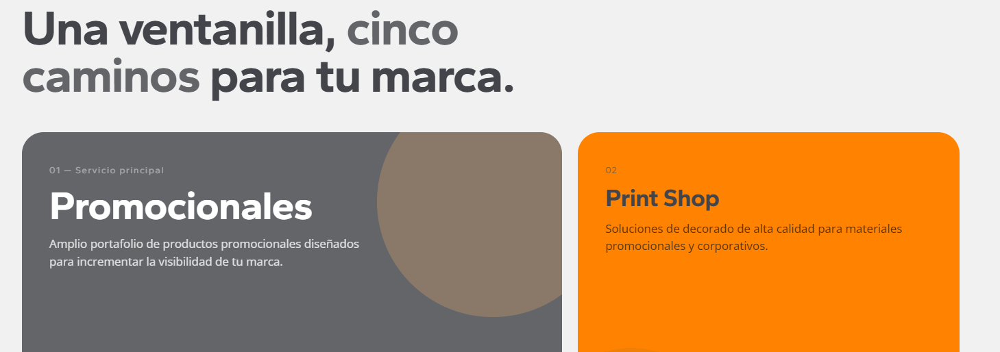 Una ventanilla, cinco
caminos para tu marca.
01 — Servicio principal
Promocionales
Amplio portafolio de productos promocionales diseñados
para incrementar la visibilidad de tu marca.
02
Print Shop
Soluciones de decorado de alta calidad para materiales
promocionales y corporativos.